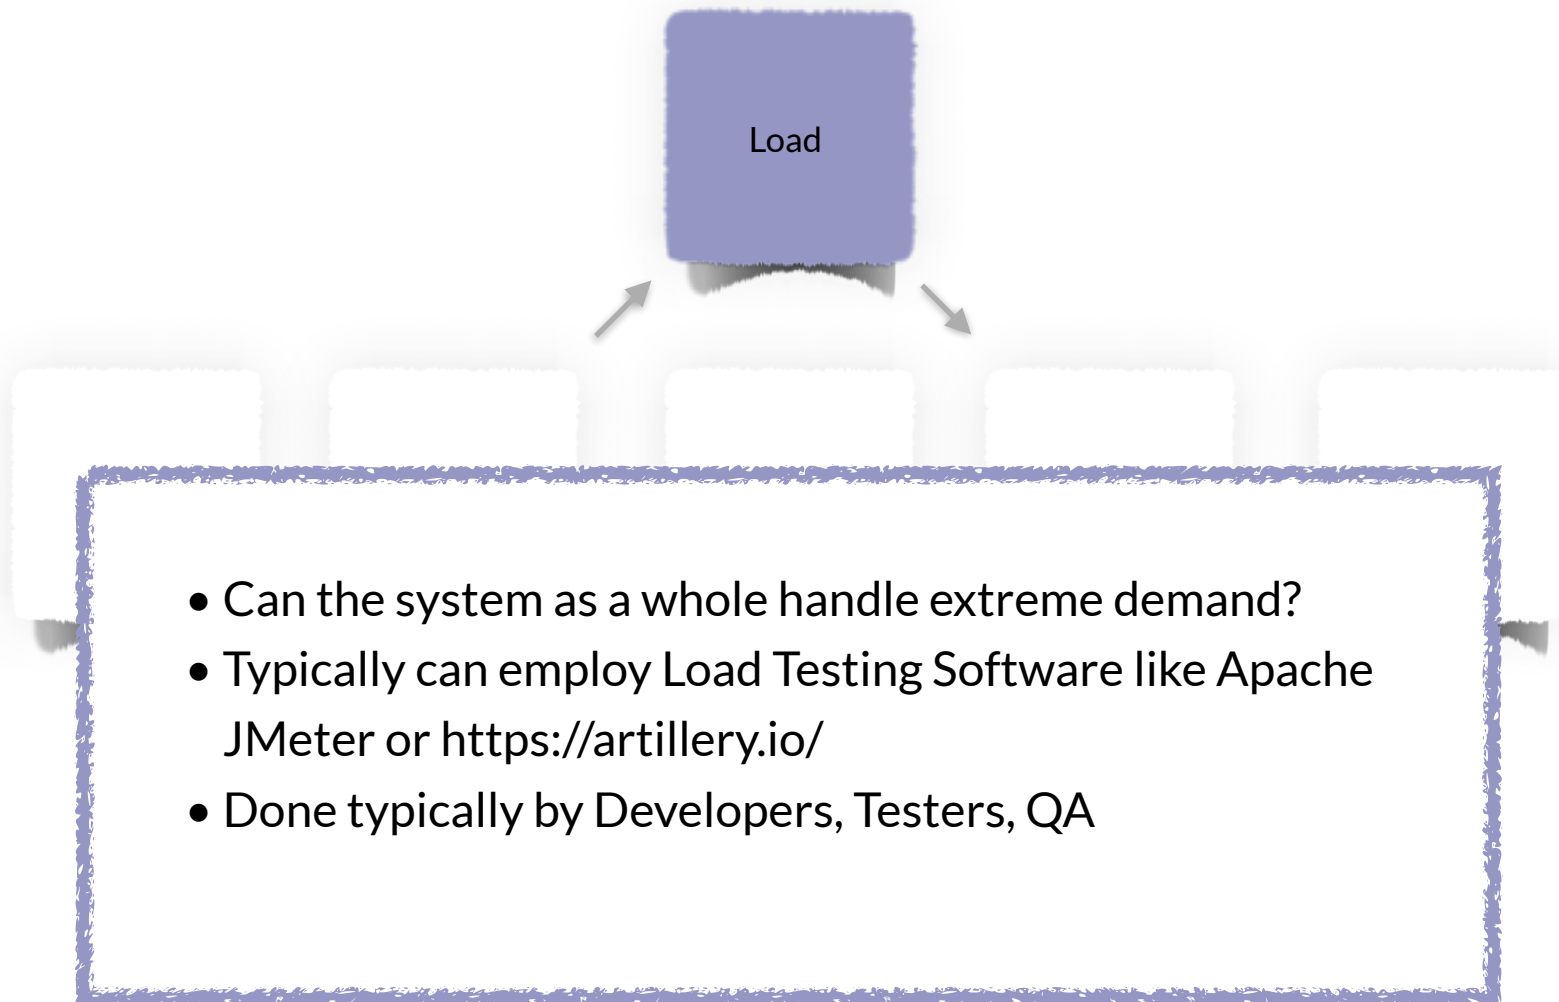 Load
• Can the system as a whole handle extreme demand?
• Typically can employ Load Testing Software like Apache
JMeter or https://artillery.io/
• Done typically by Developers, Testers, QA